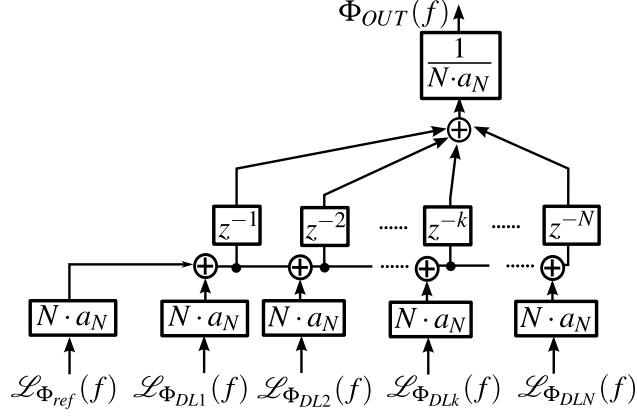 Φ_OUT(f)
1/(N·a_N)
z⁻¹ z⁻² ...... z⁻ᵏ ...... z⁻ᴺ
...... ......
N·a_N N·a_N N·a_N N·a_N N·a_N
ℒ_Φref(f) ℒ_ΦDL1(f) ℒ_ΦDL2(f) ℒ_ΦDLk(f) ℒ_ΦDLN(f)